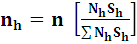 nₕ = n [NₕSₕ / ∑NₕSₕ]